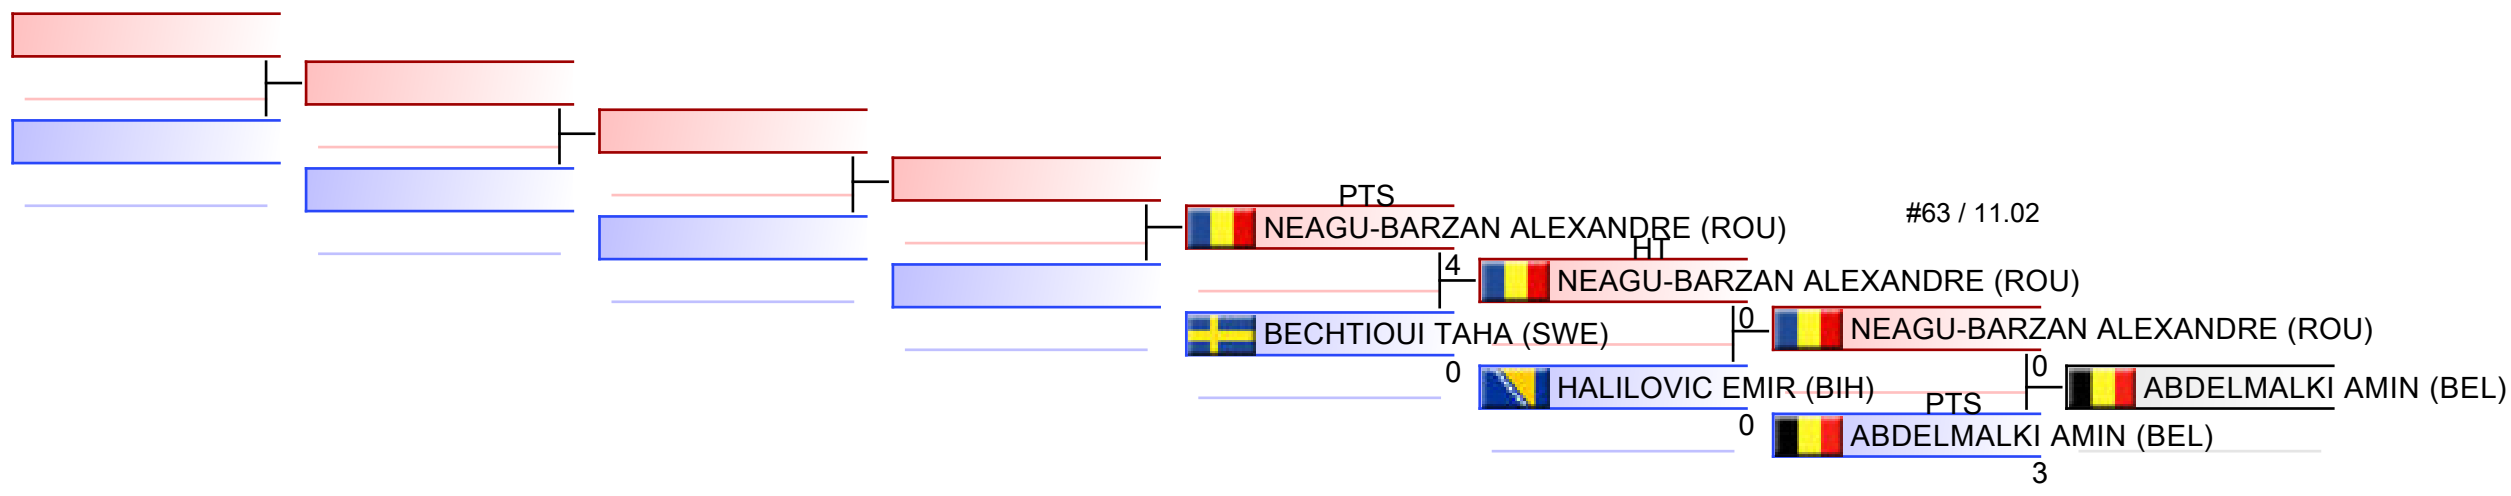 PTS
#63 / 11.02
NEAGU-BARZAN ALEXANDRE (ROU)
HT
4
NEAGU-BARZAN ALEXANDRE (ROU)
0
BECHTIOUI TAHA (SWE)
NEAGU-BARZAN ALEXANDRE (ROU)
0
0
HALILOVIC EMIR (BIH)
ABDELMALKI AMIN (BEL)
PTS
0
ABDELMALKI AMIN (BEL)
3